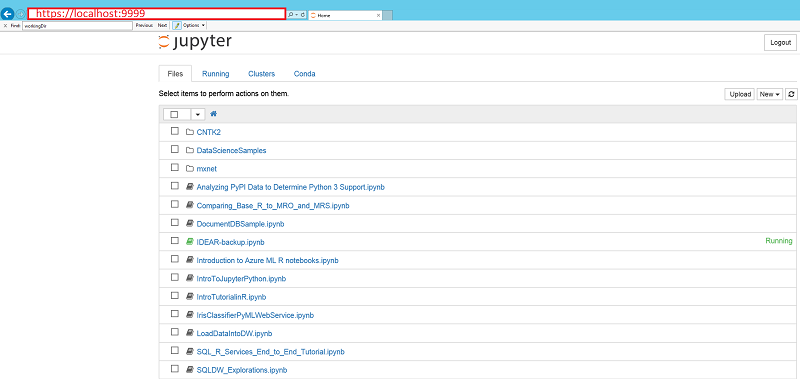 https://localhost:9999
Home
x Find: workingDir Previous Next Options
jupyter Logout
Files Running Clusters Conda
Select items to perform actions on them. Upload New
CNTK2
DataScienceSamples
mxnet
Analyzing PyPI Data to Determine Python 3 Support.ipynb
Comparing_Base_R_to_MRO_and_MRS.ipynb
DocumentDBSample.ipynb
IDEAR-backup.ipynb Running
Introduction to Azure ML R notebooks.ipynb
IntroToJupyterPython.ipynb
IntroTutorialinR.ipynb
IrisClassifierPyMLWebService.ipynb
LoadDataIntoDW.ipynb
SQL_R_Services_End_to_End_Tutorial.ipynb
SQLDW_Explorations.ipynb